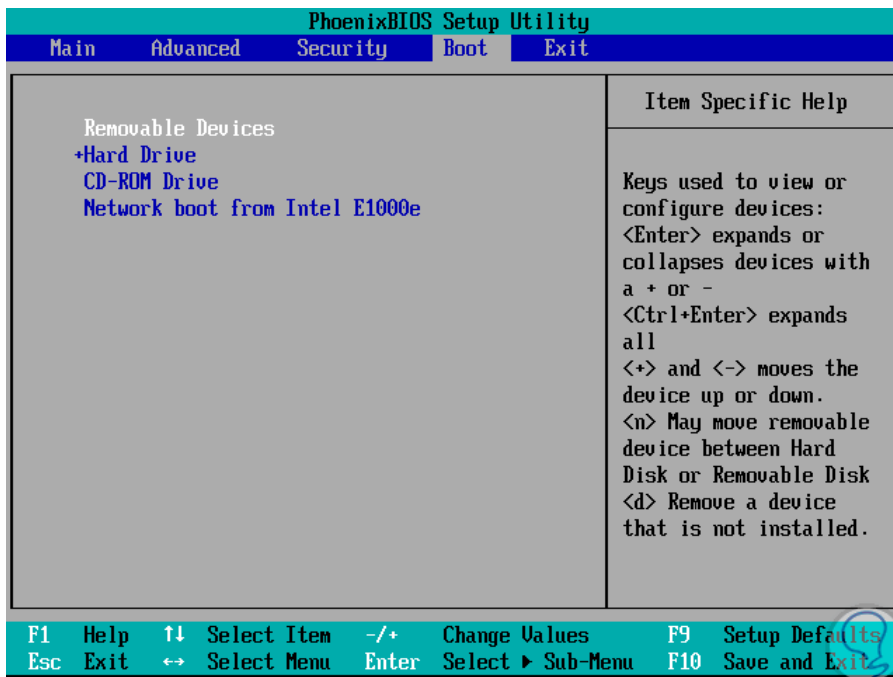 PhoenixBIOS Setup Utility
Main Advanced Security Boot Exit
Removable Devices
+Hard Drive
CD-ROM Drive
Network boot from Intel E1000e
Item Specific Help
Keys used to view or
configure devices:
<Enter> expands or
collapses devices with
a + or -
<Ctrl+Enter> expands
all
<+> and <-> moves the
device up or down.
<n> May move removable
device between Hard
Disk or Removable Disk
<d> Remove a device
that is not installed.
F1 Help ↑↓ Select Item -/+ Change Values F9 Setup Defaults
Esc Exit ↔ Select Menu Enter Select ▶ Sub-Menu F10 Save and Exit